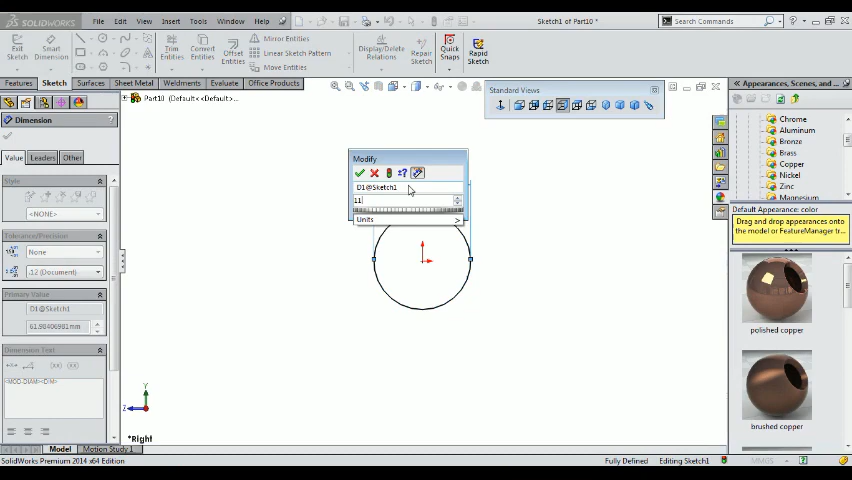 SOLIDWORKS File Edit View Insert Tools Window Help Sketch1 of Part10 * Search Commands
Exit Sketch Smart Dimension Trim Entities Convert Entities Offset Entities Mirror Entities Linear Sketch Pattern Move Entities Display/Delete Relations Repair Sketch Quick Snaps Rapid Sketch
Features Sketch Surfaces Sheet Metal Weldments Evaluate Office Products
Part10 (Default<<Default>...
Standard Views
Appearances, Scenes, and...
Dimension ?
Value Leaders Other
Style
<NONE>
Tolerance/Precision
None
.12 (Document)
Primary Value
D1@Sketch1
61.98406981mm
Dimension Text
<MOD-DIAM><DIM>
Modify
D1@Sketch1
11
Units >
Y
Z
*Right
Chrome
Aluminum
Bronze
Brass
Copper
Nickel
Zinc
Magnesium
Default Appearance: color
Drag and drop appearances onto the model or FeatureManager tr...
polished copper
brushed copper
Model Motion Study 1
SolidWorks Premium 2014 x64 Edition Fully Defined Editing Sketch1 MMGS